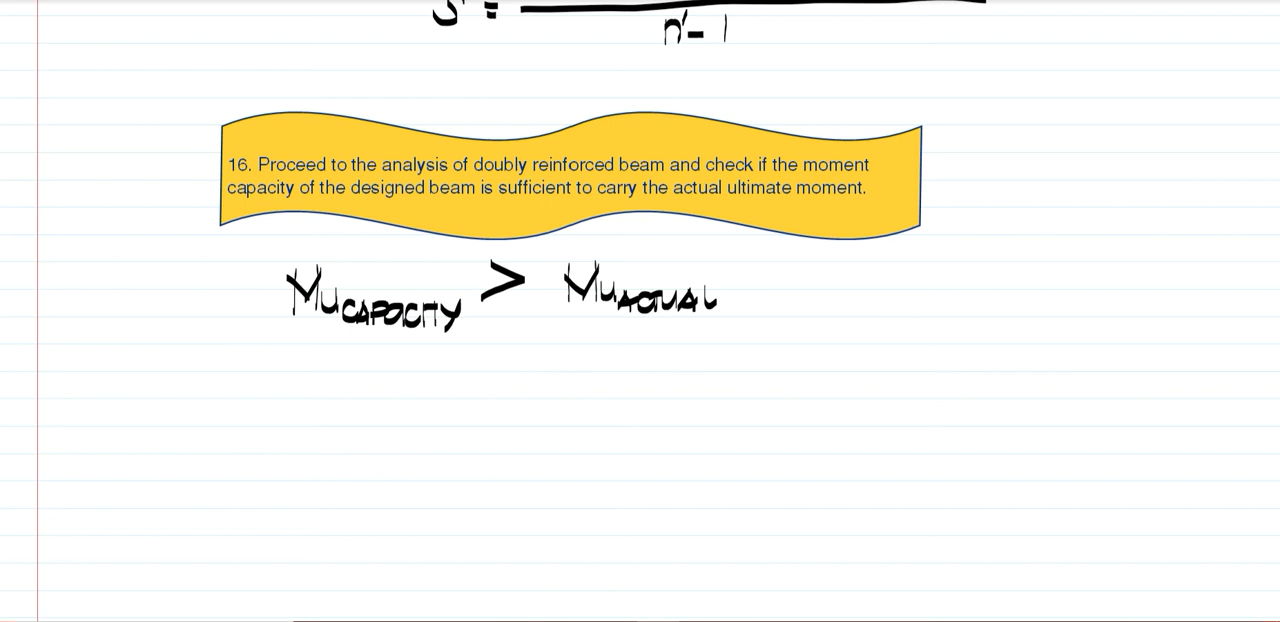 S' =
n' - 1
16. Proceed to the analysis of doubly reinforced beam and check if the moment
capacity of the designed beam is sufficient to carry the actual ultimate moment.
MuCAPACITY > MuACTUAL